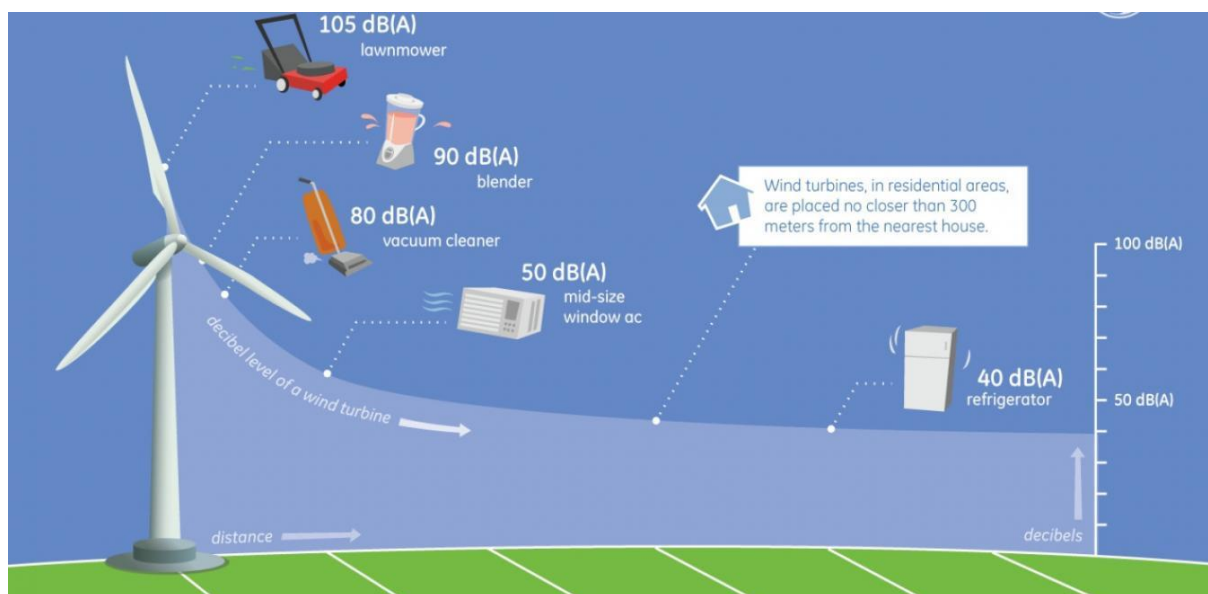 105 dB(A)
lawnmower
90 dB(A)
blender
80 dB(A)
vacuum cleaner
50 dB(A)
mid-size
window ac
Wind turbines, in residential areas,
are placed no closer than 300
meters from the nearest house.
100 dB(A)
40 dB(A)
refrigerator
50 dB(A)
decibel level of a wind turbine
distance
decibels